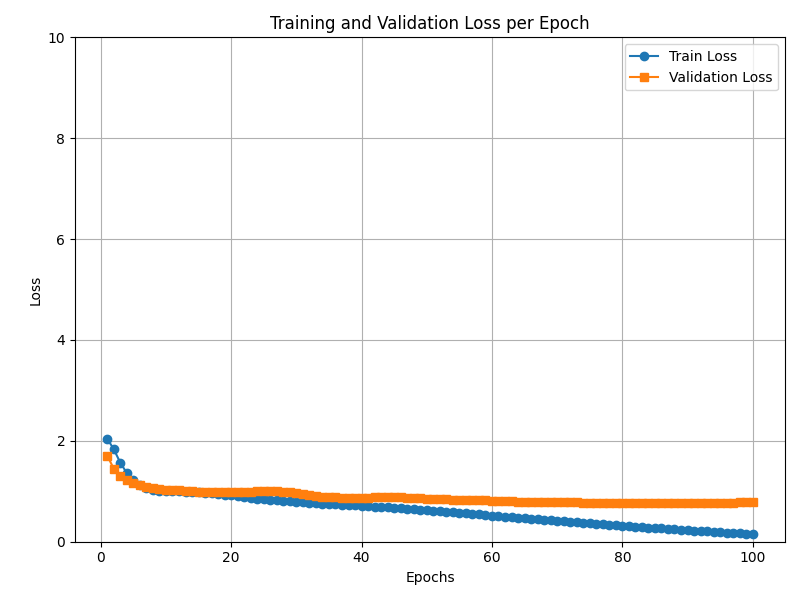 Training and Validation Loss per Epoch
Train Loss
Validation Loss
Loss
10
8
6
4
2
0
0 20 40 60 80 100
Epochs